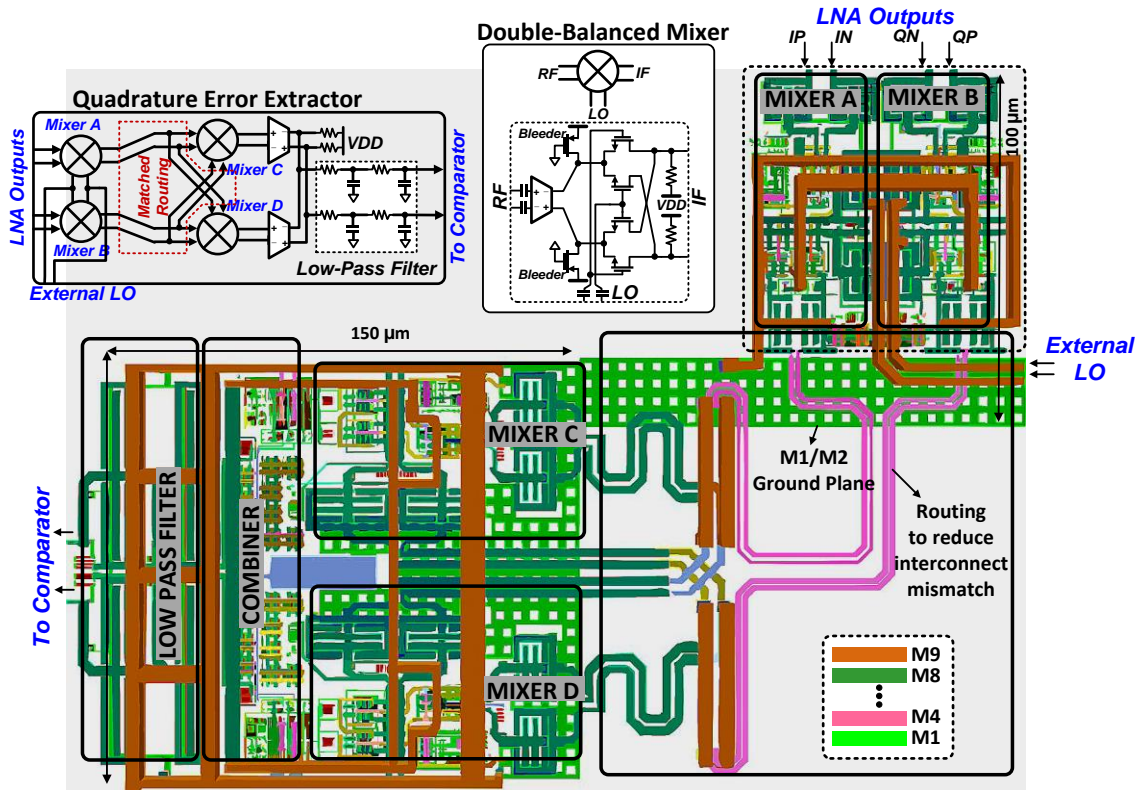 LNA Outputs
IP IN QN QP
Double-Balanced Mixer
RF IF
LO
Bleeder
RF
+
-
VDD
IF
Bleeder
LO
Quadrature Error Extractor
Mixer A
LNA Outputs
Mixer B
External LO
Matched
Routing
Mixer C
Mixer D
+
-
+
-
VDD
Low-Pass Filter
To Comparator
MIXER A
MIXER B
100 μm
External
LO
150 μm
LOW PASS FILTER
COMBINER
MIXER C
MIXER D
To Comparator
M1/M2
Ground Plane
Routing
to reduce
interconnect
mismatch
M9
M8
M4
M1